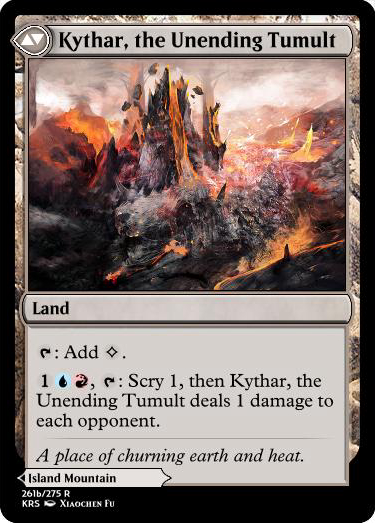 Kythar, the Unending Tumult
Land
: Add .
1 , : Scry 1, then Kythar, the
Unending Tumult deals 1 damage to
each opponent.
A place of churning earth and heat.
Island Mountain
261b/275 R
KRS Xiaochen Fu